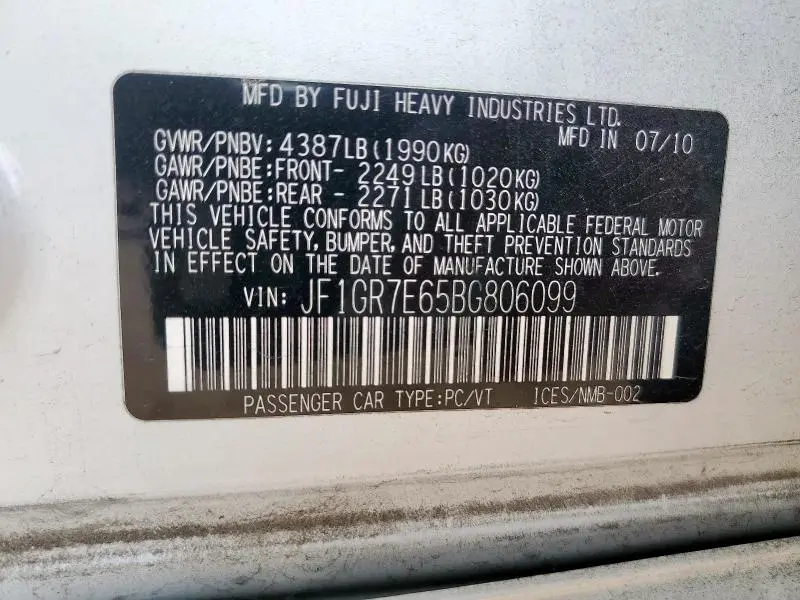 MFD BY FUJI HEAVY INDUSTRIES LTD.
MFD IN 07/10
GVWR/PNBV: 4387LB(1990KG)
GAWR/PNBE:FRONT- 2249LB(1020KG)
GAWR/PNBE:REAR - 2271LB(1030KG)
THIS VEHICLE CONFORMS TO ALL APPLICABLE FEDERAL MOTOR
VEHICLE SAFETY, BUMPER, AND THEFT PREVENTION STANDARDS
IN EFFECT ON THE DATE OF MANUFACTURE SHOWN ABOVE.
VIN: JF1GR7E65BG806099
PASSENGER CAR TYPE:PC/VT ICES/NMB-002